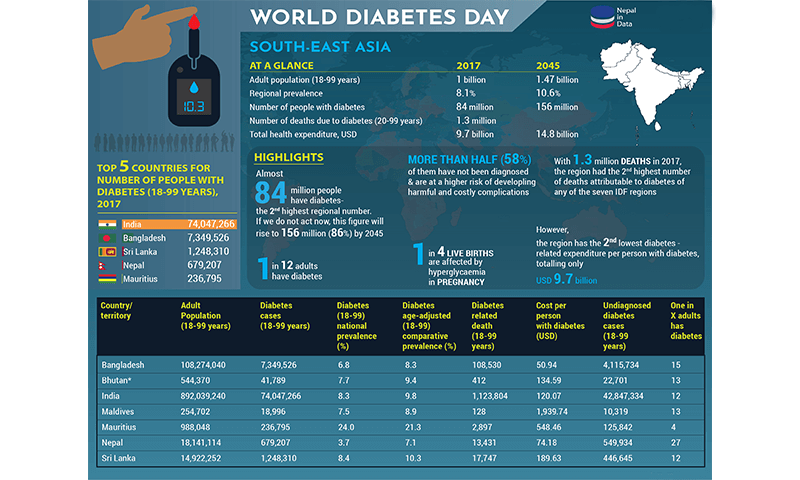 WORLD DIABETES DAY
Nepal
in
Data
10.3
SOUTH-EAST ASIA
AT A GLANCE 2017 2045
Adult population (18-99 years) 1 billion 1.47 billion
Regional prevalence 8.1% 10.6%
Number of people with diabetes 84 million 156 million
Number of deaths due to diabetes (20-99 years) 1.3 million
Total health expenditure, USD 9.7 billion 14.8 billion
TOP 5 COUNTRIES FOR
NUMBER OF PEOPLE WITH
DIABETES (18-99 YEARS),
2017
India 74,047,266
Bangladesh 7,349,526
Sri Lanka 1,248,310
Nepal 679,207
Mauritius 236,795
HIGHLIGHTS
Almost
84 million people
have diabetes-
the 2nd highest regional number.
If we do not act now, this figure will
rise to 156 million (86%) by 2045
1 in 12 adults
have diabetes
MORE THAN HALF (58%)
of them have not been diagnosed
& are at a higher risk of developling
harmful and costly complications
1 in 4 LIVE BIRTHS
are affected by
hyperglycaemia
in PREGNANCY
With 1.3 million DEATHS in 2017,
the region had the 2nd highest number
of deaths attributable to diabetes of
any of the seven IDF regions
However,
the region has the 2nd lowest diabetes -
related expenditure per person with diabetes,
totalling only
USD 9.7 billion
Country/ territory Adult Population (18-99 years) Diabetes cases (18-99 years) Diabetes (18-99) national prevalence (%) Diabetes age-adjusted (18-99) comparative prevalence (%) Diabetes related death (18-99 years) Cost per person with diabetes (USD) Undiagnosed diabetes cases (18-99 years) One in X adults has diabetes
Bangladesh 108,274,040 7,349,526 6.8 8.3 108,530 50.94 4,115,734 15
Bhutan* 544,370 41,789 7.7 9.4 412 134.59 22,701 13
India 892,039,240 74,047,266 8.3 9.8 1,123,804 120.07 42,847,334 12
Maldives 254,702 18,996 7.5 8.9 128 1,939.74 10,319 13
Mauritius 988,048 236,795 24.0 21.3 2,897 548.46 125,842 4
Nepal 18,141,114 679,207 3.7 7.1 13,431 74.18 549,934 27
Sri Lanka 14,922,252 1,248,310 8.4 10.3 17,747 189.63 446,645 12